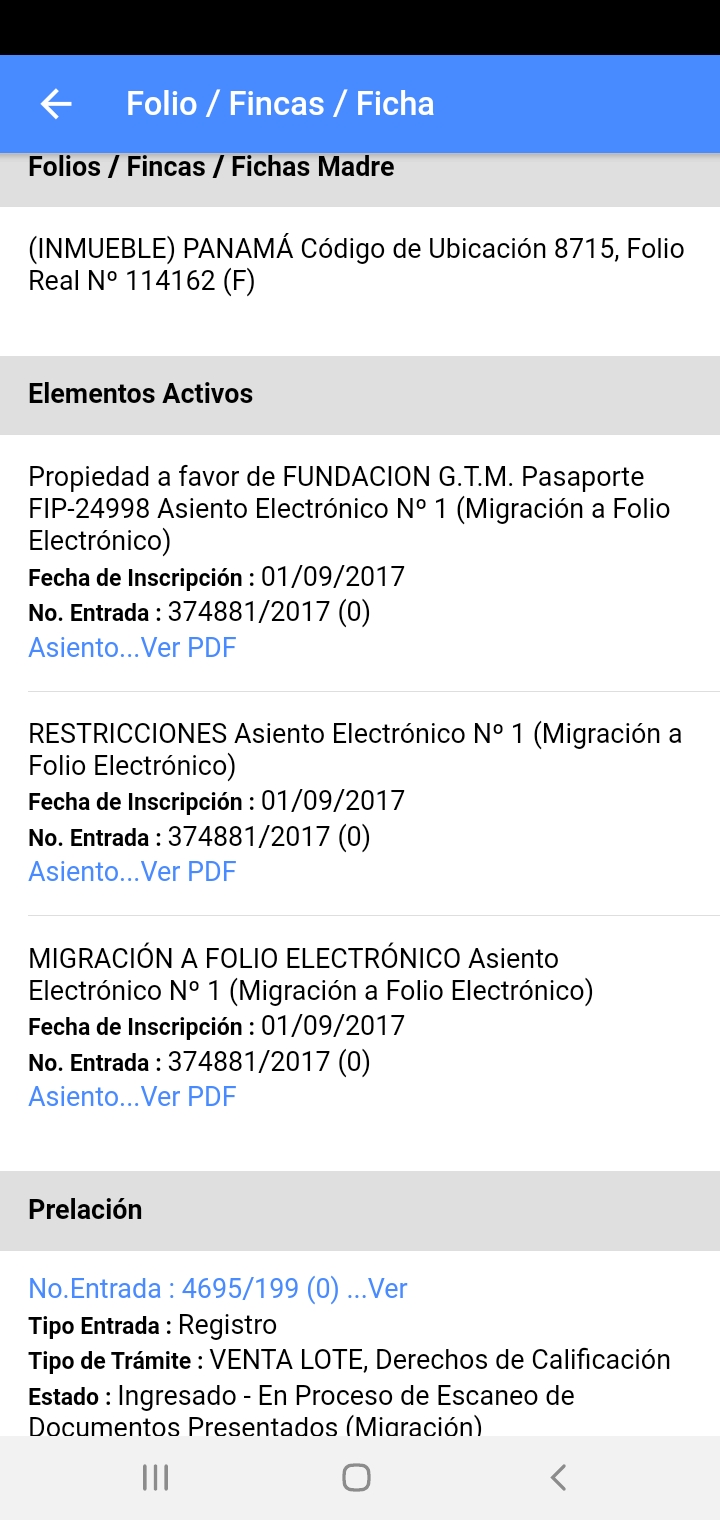 Folio / Fincas / Ficha
Folios / Fincas / Fichas Madre
(INMUEBLE) PANAMÁ Código de Ubicación 8715, Folio
Real Nº 114162 (F)
Elementos Activos
Propiedad a favor de FUNDACION G.T.M. Pasaporte
FIP-24998 Asiento Electrónico Nº 1 (Migración a Folio
Electrónico)
Fecha de Inscripción : 01/09/2017
No. Entrada : 374881/2017 (0)
Asiento...Ver PDF
RESTRICCIONES Asiento Electrónico Nº 1 (Migración a
Folio Electrónico)
Fecha de Inscripción : 01/09/2017
No. Entrada : 374881/2017 (0)
Asiento...Ver PDF
MIGRACIÓN A FOLIO ELECTRÓNICO Asiento
Electrónico Nº 1 (Migración a Folio Electrónico)
Fecha de Inscripción : 01/09/2017
No. Entrada : 374881/2017 (0)
Asiento...Ver PDF
Prelación
No.Entrada : 4695/199 (0) ...Ver
Tipo Entrada : Registro
Tipo de Trámite : VENTA LOTE, Derechos de Calificación
Estado : Ingresado - En Proceso de Escaneo de
Documentos Presentados (Migración)